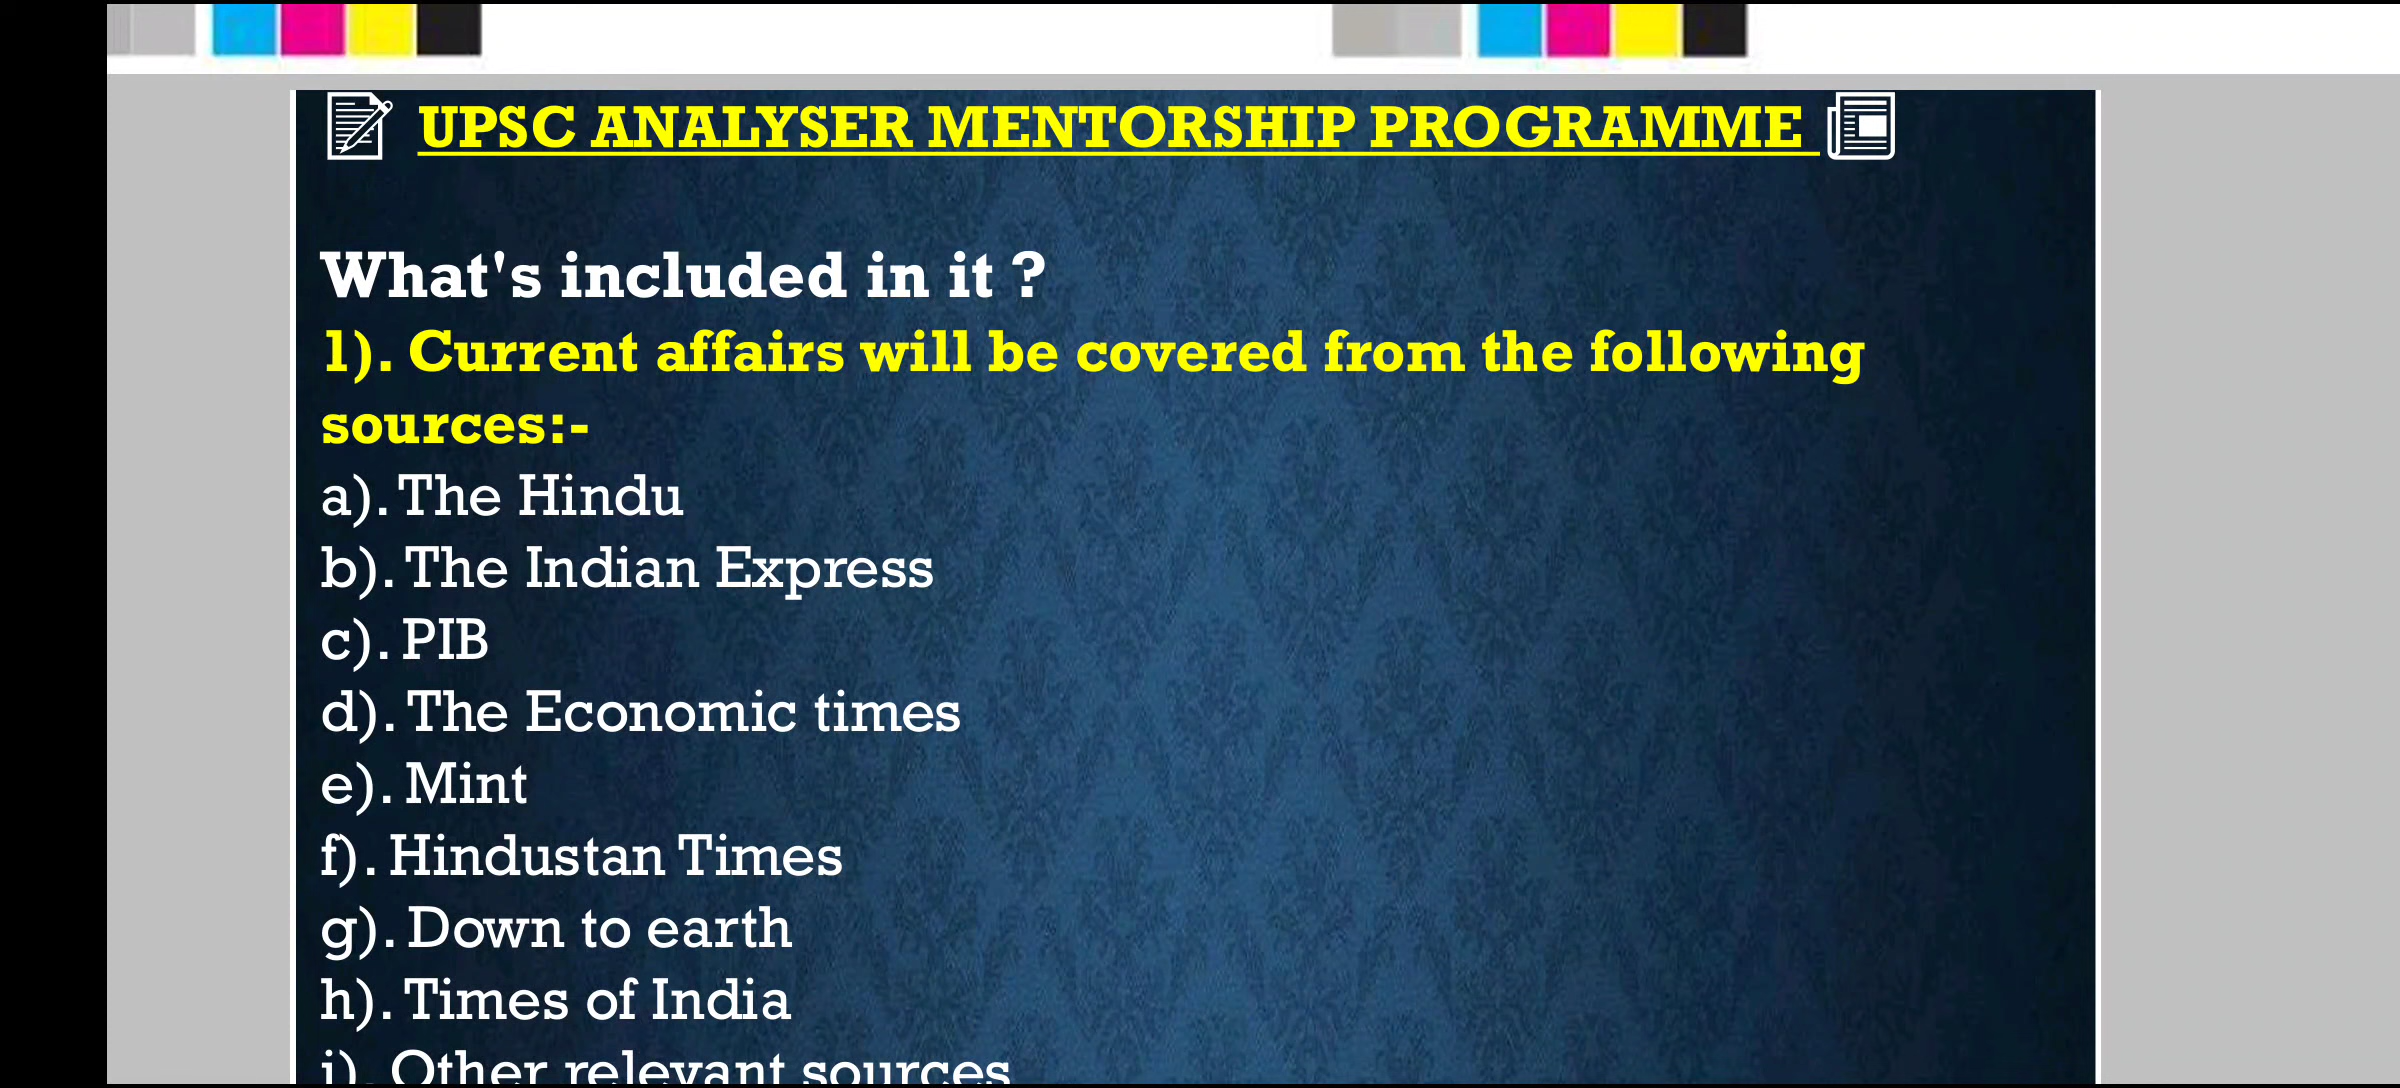 UPSC ANALYSER MENTORSHIP PROGRAMME
What's included in it ?
1). Current affairs will be covered from the following
sources:-
a). The Hindu
b). The Indian Express
c). PIB
d). The Economic times
e). Mint
f). Hindustan Times
g). Down to earth
h). Times of India
i). Other relevant sources